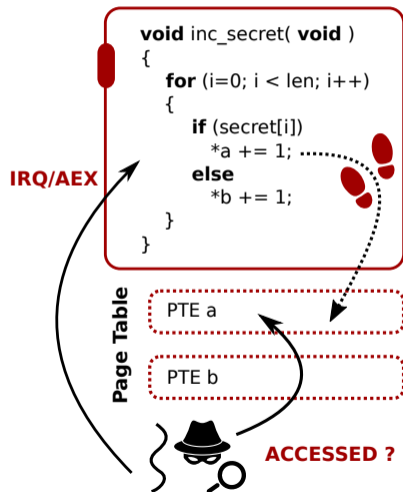 void inc_secret( void )
{
for (i=0; i < len; i++)
{
if (secret[i])
*a += 1;
else
*b += 1;
}
}
IRQ/AEX
Page Table
PTE a
PTE b
ACCESSED ?